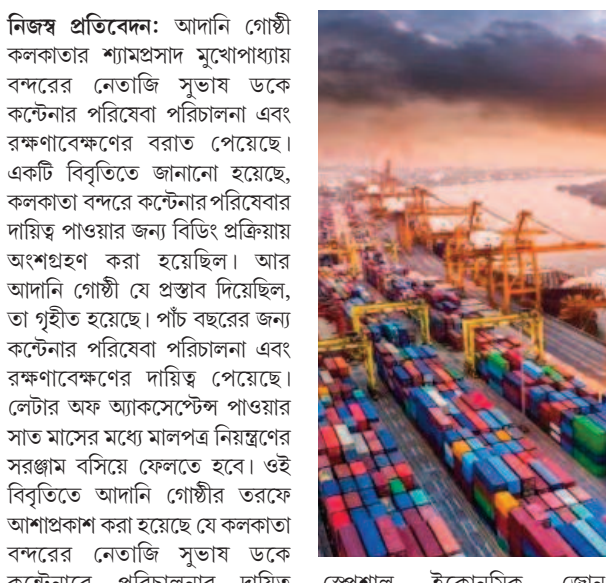 নিজস্ব প্রতিবেদন: আদানি গোষ্ঠী
কলকাতার শ্যামপ্রসাদ মুখোপাধ্যায়
বন্দরের নেতাজি সুভাষ ডকে
কন্টেনার পরিষেবা পরিচালনা এবং
রক্ষণাবেক্ষণের বরাত পেয়েছে।
একটি বিবৃতিতে জানানো হয়েছে,
কলকাতা বন্দরে কন্টেনার পরিষেবার
দায়িত্ব পাওয়ার জন্য বিডিং প্রক্রিয়ায়
অংশগ্রহণ করা হয়েছিল। আর
আদানি গোষ্ঠী যে প্রস্তাব দিয়েছিল,
তা গৃহীত হয়েছে। পাঁচ বছরের জন্য
কন্টেনার পরিষেবা পরিচালনা এবং
রক্ষণাবেক্ষণের দায়িত্ব পেয়েছে।
লেটার অফ অ্যাকসেপ্টেন্স পাওয়ার
সাত মাসের মধ্যে মালপত্র নিয়ন্ত্রণের
সরঞ্জাম বসিয়ে ফেলতে হবে। ওই
বিবৃতিতে আদানি গোষ্ঠীর তরফে
আশাপ্রকাশ করা হয়েছে যে কলকাতা
বন্দরের নেতাজি সুভাষ ডকে
কন্টেনারে পরিচালনার দায়িত্ব
স্পেশাল ইকোনমিক জোন